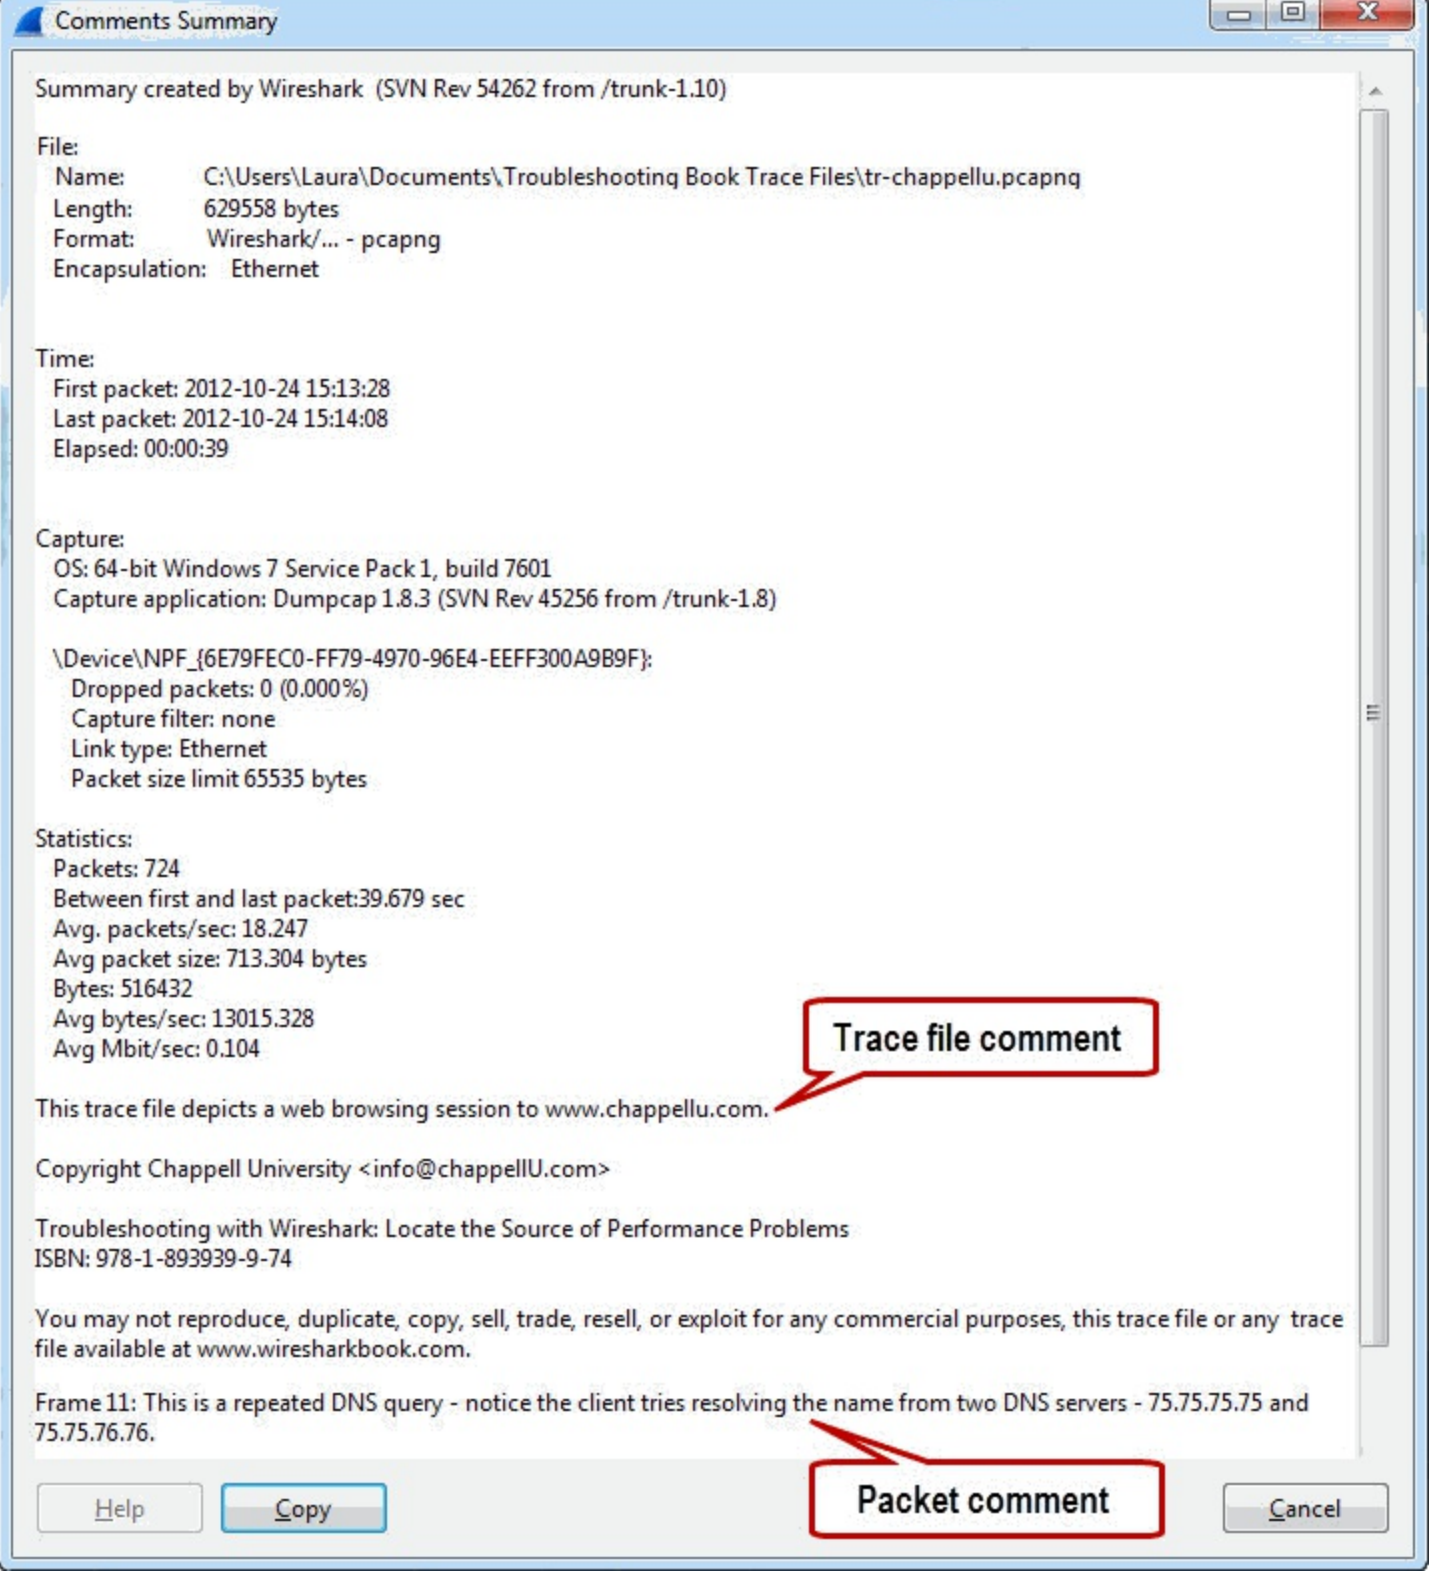 Comments Summary
Summary created by Wireshark (SVN Rev 54262 from /trunk-1.10)
File:
Name: C:\Users\Laura\Documents\,Troubleshooting Book Trace Files\tr-chappellu.pcapng
Length: 629558 bytes
Format: Wireshark/... - pcapng
Encapsulation: Ethernet
Time:
First packet: 2012-10-24 15:13:28
Last packet: 2012-10-24 15:14:08
Elapsed: 00:00:39
Capture:
OS: 64-bit Windows 7 Service Pack 1, build 7601
Capture application: Dumpcap 1.8.3 (SVN Rev 45256 from /trunk-1.8)
\Device\NPF_{6E79FEC0-FF79-4970-96E4-EEFF300A9B9F}:
Dropped packets: 0 (0.000%)
Capture filter: none
Link type: Ethernet
Packet size limit 65535 bytes
Statistics:
Packets: 724
Between first and last packet:39.679 sec
Avg. packets/sec: 18.247
Avg packet size: 713.304 bytes
Bytes: 516432
Avg bytes/sec: 13015.328
Avg Mbit/sec: 0.104
Trace file comment
This trace file depicts a web browsing session to www.chappellu.com.
Copyright Chappell University <info@chappellU.com>
Troubleshooting with Wireshark: Locate the Source of Performance Problems
ISBN: 978-1-893939-9-74
You may not reproduce, duplicate, copy, sell, trade, resell, or exploit for any commercial purposes, this trace file or any trace
file available at www.wiresharkbook.com.
Frame 11: This is a repeated DNS query - notice the client tries resolving the name from two DNS servers - 75.75.75.75 and
75.75.76.76.
Packet comment
Help
Copy
Cancel